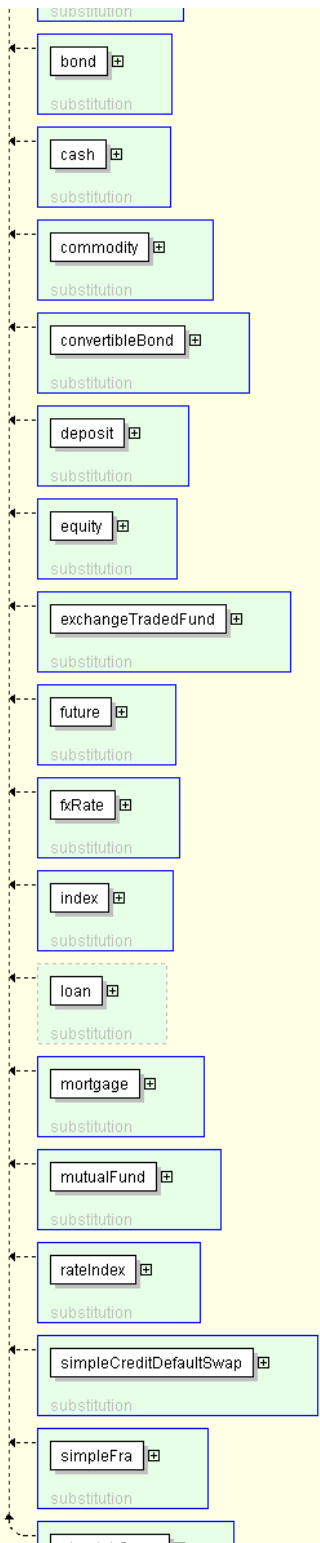 substitution
bond
substitution
cash
substitution
commodity
substitution
convertibleBond
substitution
deposit
substitution
equity
substitution
exchangeTradedFund
substitution
future
substitution
fxRate
substitution
index
substitution
loan
substitution
mortgage
substitution
mutualFund
substitution
rateIndex
substitution
simpleCreditDefaultSwap
substitution
simpleFra
substitution